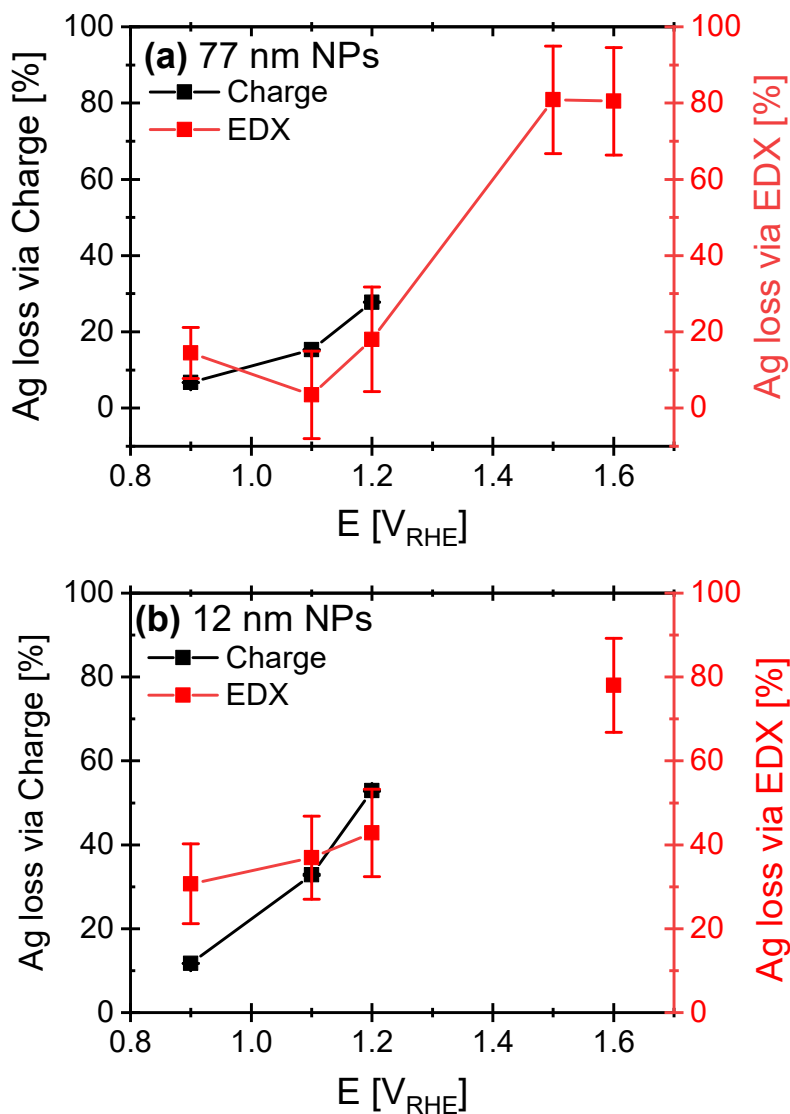 (a) 77 nm NPs
Charge
EDX
Ag loss via Charge [%]
100
80
60
40
20
0
Ag loss via EDX [%]
100
80
60
40
20
0
0.8 1.0 1.2 1.4 1.6
E [V_RHE]
(b) 12 nm NPs
Charge
EDX
Ag loss via Charge [%]
100
80
60
40
20
0
Ag loss via EDX [%]
100
80
60
40
20
0
0.8 1.0 1.2 1.4 1.6
E [V_RHE]